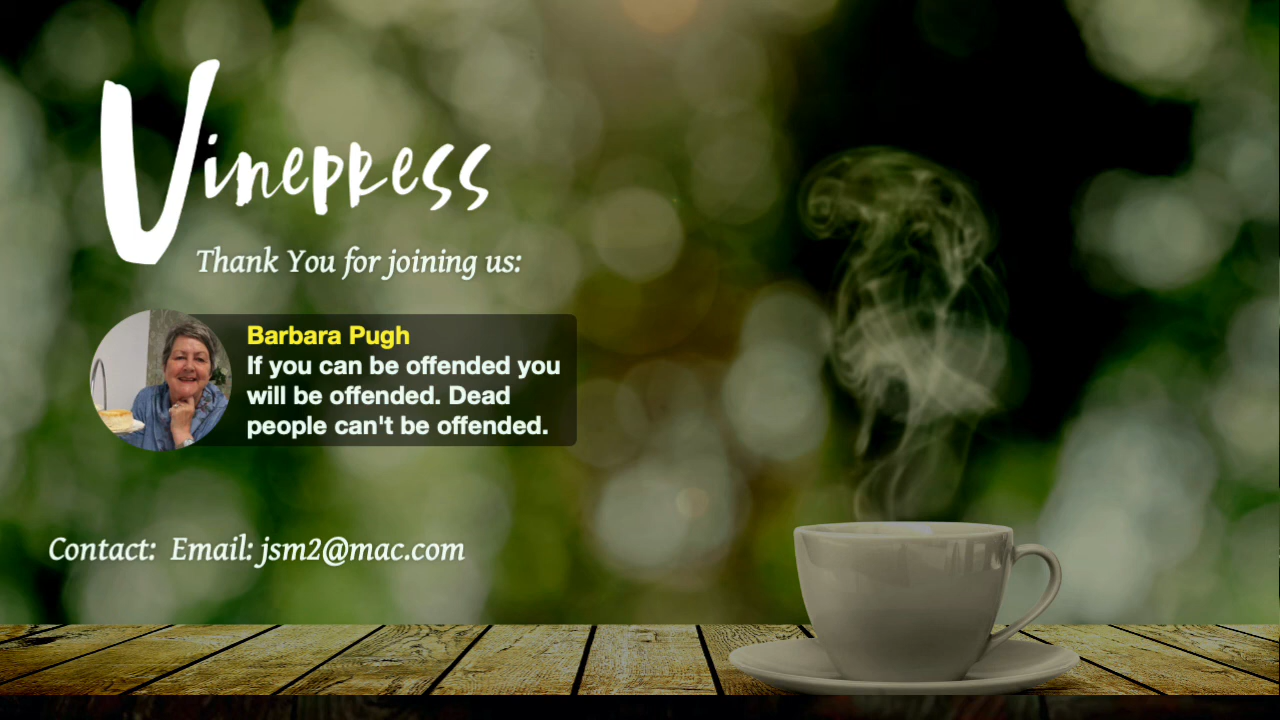 Vinepress
Thank You for joining us:
Barbara Pugh
If you can be offended you
will be offended. Dead
people can't be offended.
Contact: Email: jsm2@mac.com